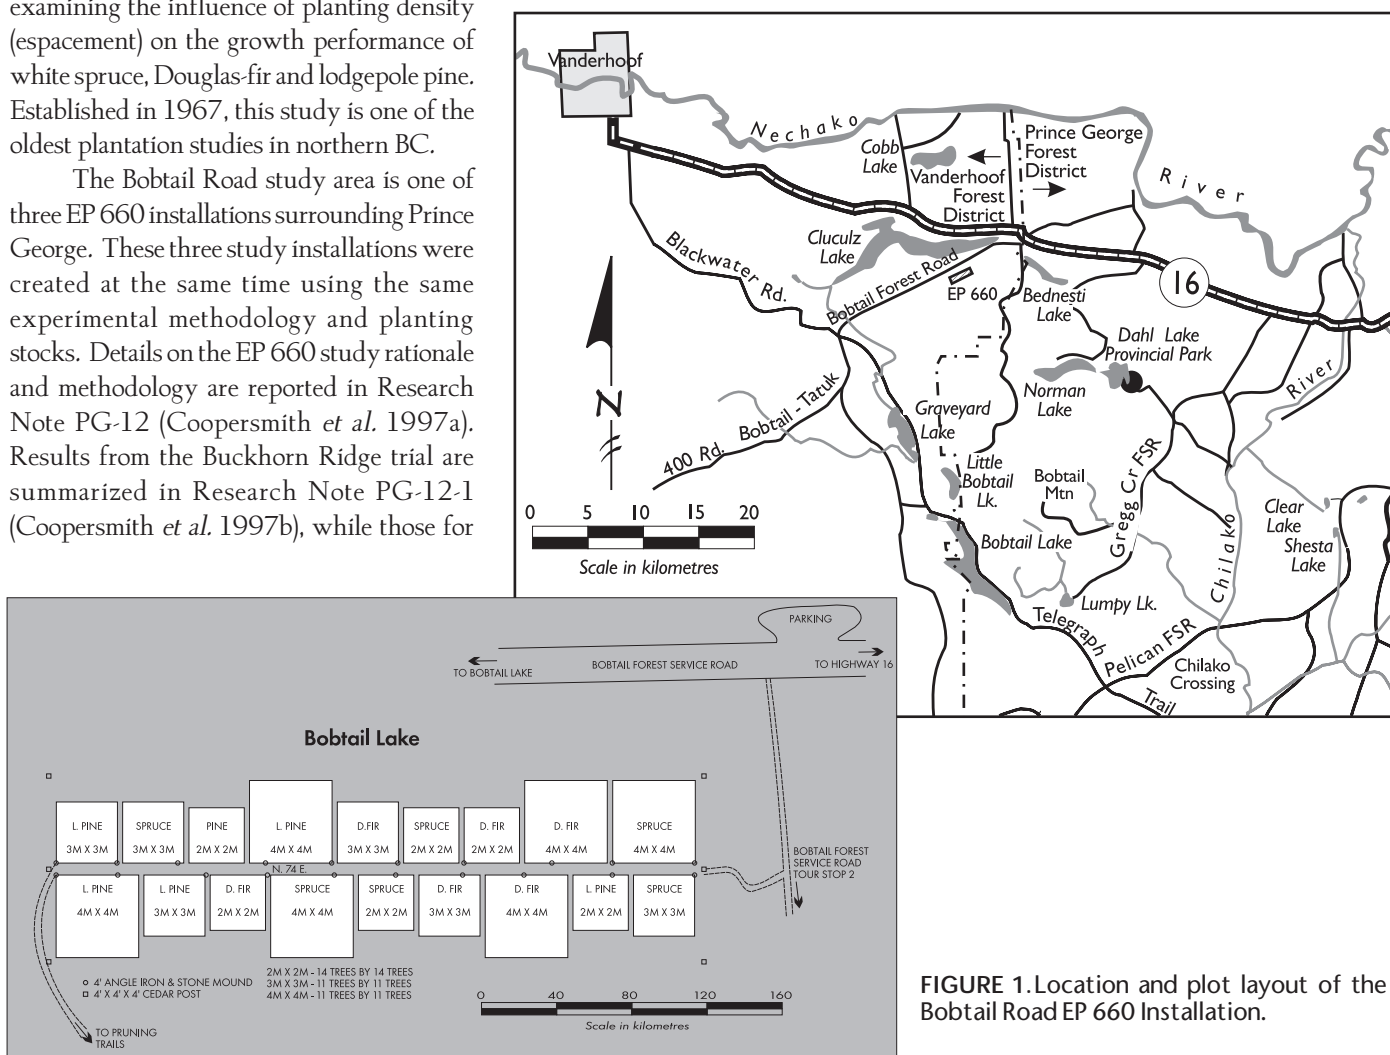 examining the influence of planting density
(espacement) on the growth performance of
white spruce, Douglas-fir and lodgepole pine.
Established in 1967, this study is one of the
oldest plantation studies in northern BC.
The Bobtail Road study area is one of
three EP 660 installations surrounding Prince
George. These three study installations were
created at the same time using the same
experimental methodology and planting
stocks. Details on the EP 660 study rationale
and methodology are reported in Research
Note PG-12 (Coopersmith et al. 1997a).
Results from the Buckhorn Ridge trial are
summarized in Research Note PG-12-1
(Coopersmith et al. 1997b), while those for
Vanderhoof
Nechako
River
Cobb
Lake
Vanderhoof
Forest
District
Prince George
Forest
District
Cluculz
Lake
Blackwater Rd.
Bobtail Forest Road
EP 660
Bednesti
Lake
16
Dahl Lake
Provincial Park
Norman
Lake
River
N
Graveyard
Lake
400 Rd.
Bobtail - Tatuk
Little
Bobtail
Lk.
Bobtail
Mtn
Gregg Cr FSR
Chilako
Clear
Lake
Shesta
Lake
Bobtail Lake
Lumpy Lk.
Telegraph
Pelican FSR
Chilako
Crossing
Trail
0 5 10 15 20
Scale in kilometres
PARKING
TO BOBTAIL LAKE
BOBTAIL FOREST SERVICE ROAD
TO HIGHWAY 16
Bobtail Lake
L. PINE
3M X 3M
SPRUCE
3M X 3M
PINE
2M X 2M
L. PINE
4M X 4M
D.FIR
3M X 3M
SPRUCE
2M X 2M
D. FIR
2M X 2M
D. FIR
4M X 4M
SPRUCE
4M X 4M
N. 74 E.
L. PINE
4M X 4M
L. PINE
3M X 3M
D. FIR
2M X 2M
SPRUCE
4M X 4M
SPRUCE
2M X 2M
D. FIR
3M X 3M
D. FIR
4M X 4M
L. PINE
2M X 2M
SPRUCE
3M X 3M
BOBTAIL FOREST
SERVICE ROAD
TOUR STOP 2
4' ANGLE IRON & STONE MOUND
4' X 4' X 4' CEDAR POST
2M X 2M - 14 TREES BY 14 TREES
3M X 3M - 11 TREES BY 11 TREES
4M X 4M - 11 TREES BY 11 TREES
0 40 80 120 160
Scale in kilometres
TO PRUNING
TRAILS
FIGURE 1. Location and plot layout of the
Bobtail Road EP 660 Installation.